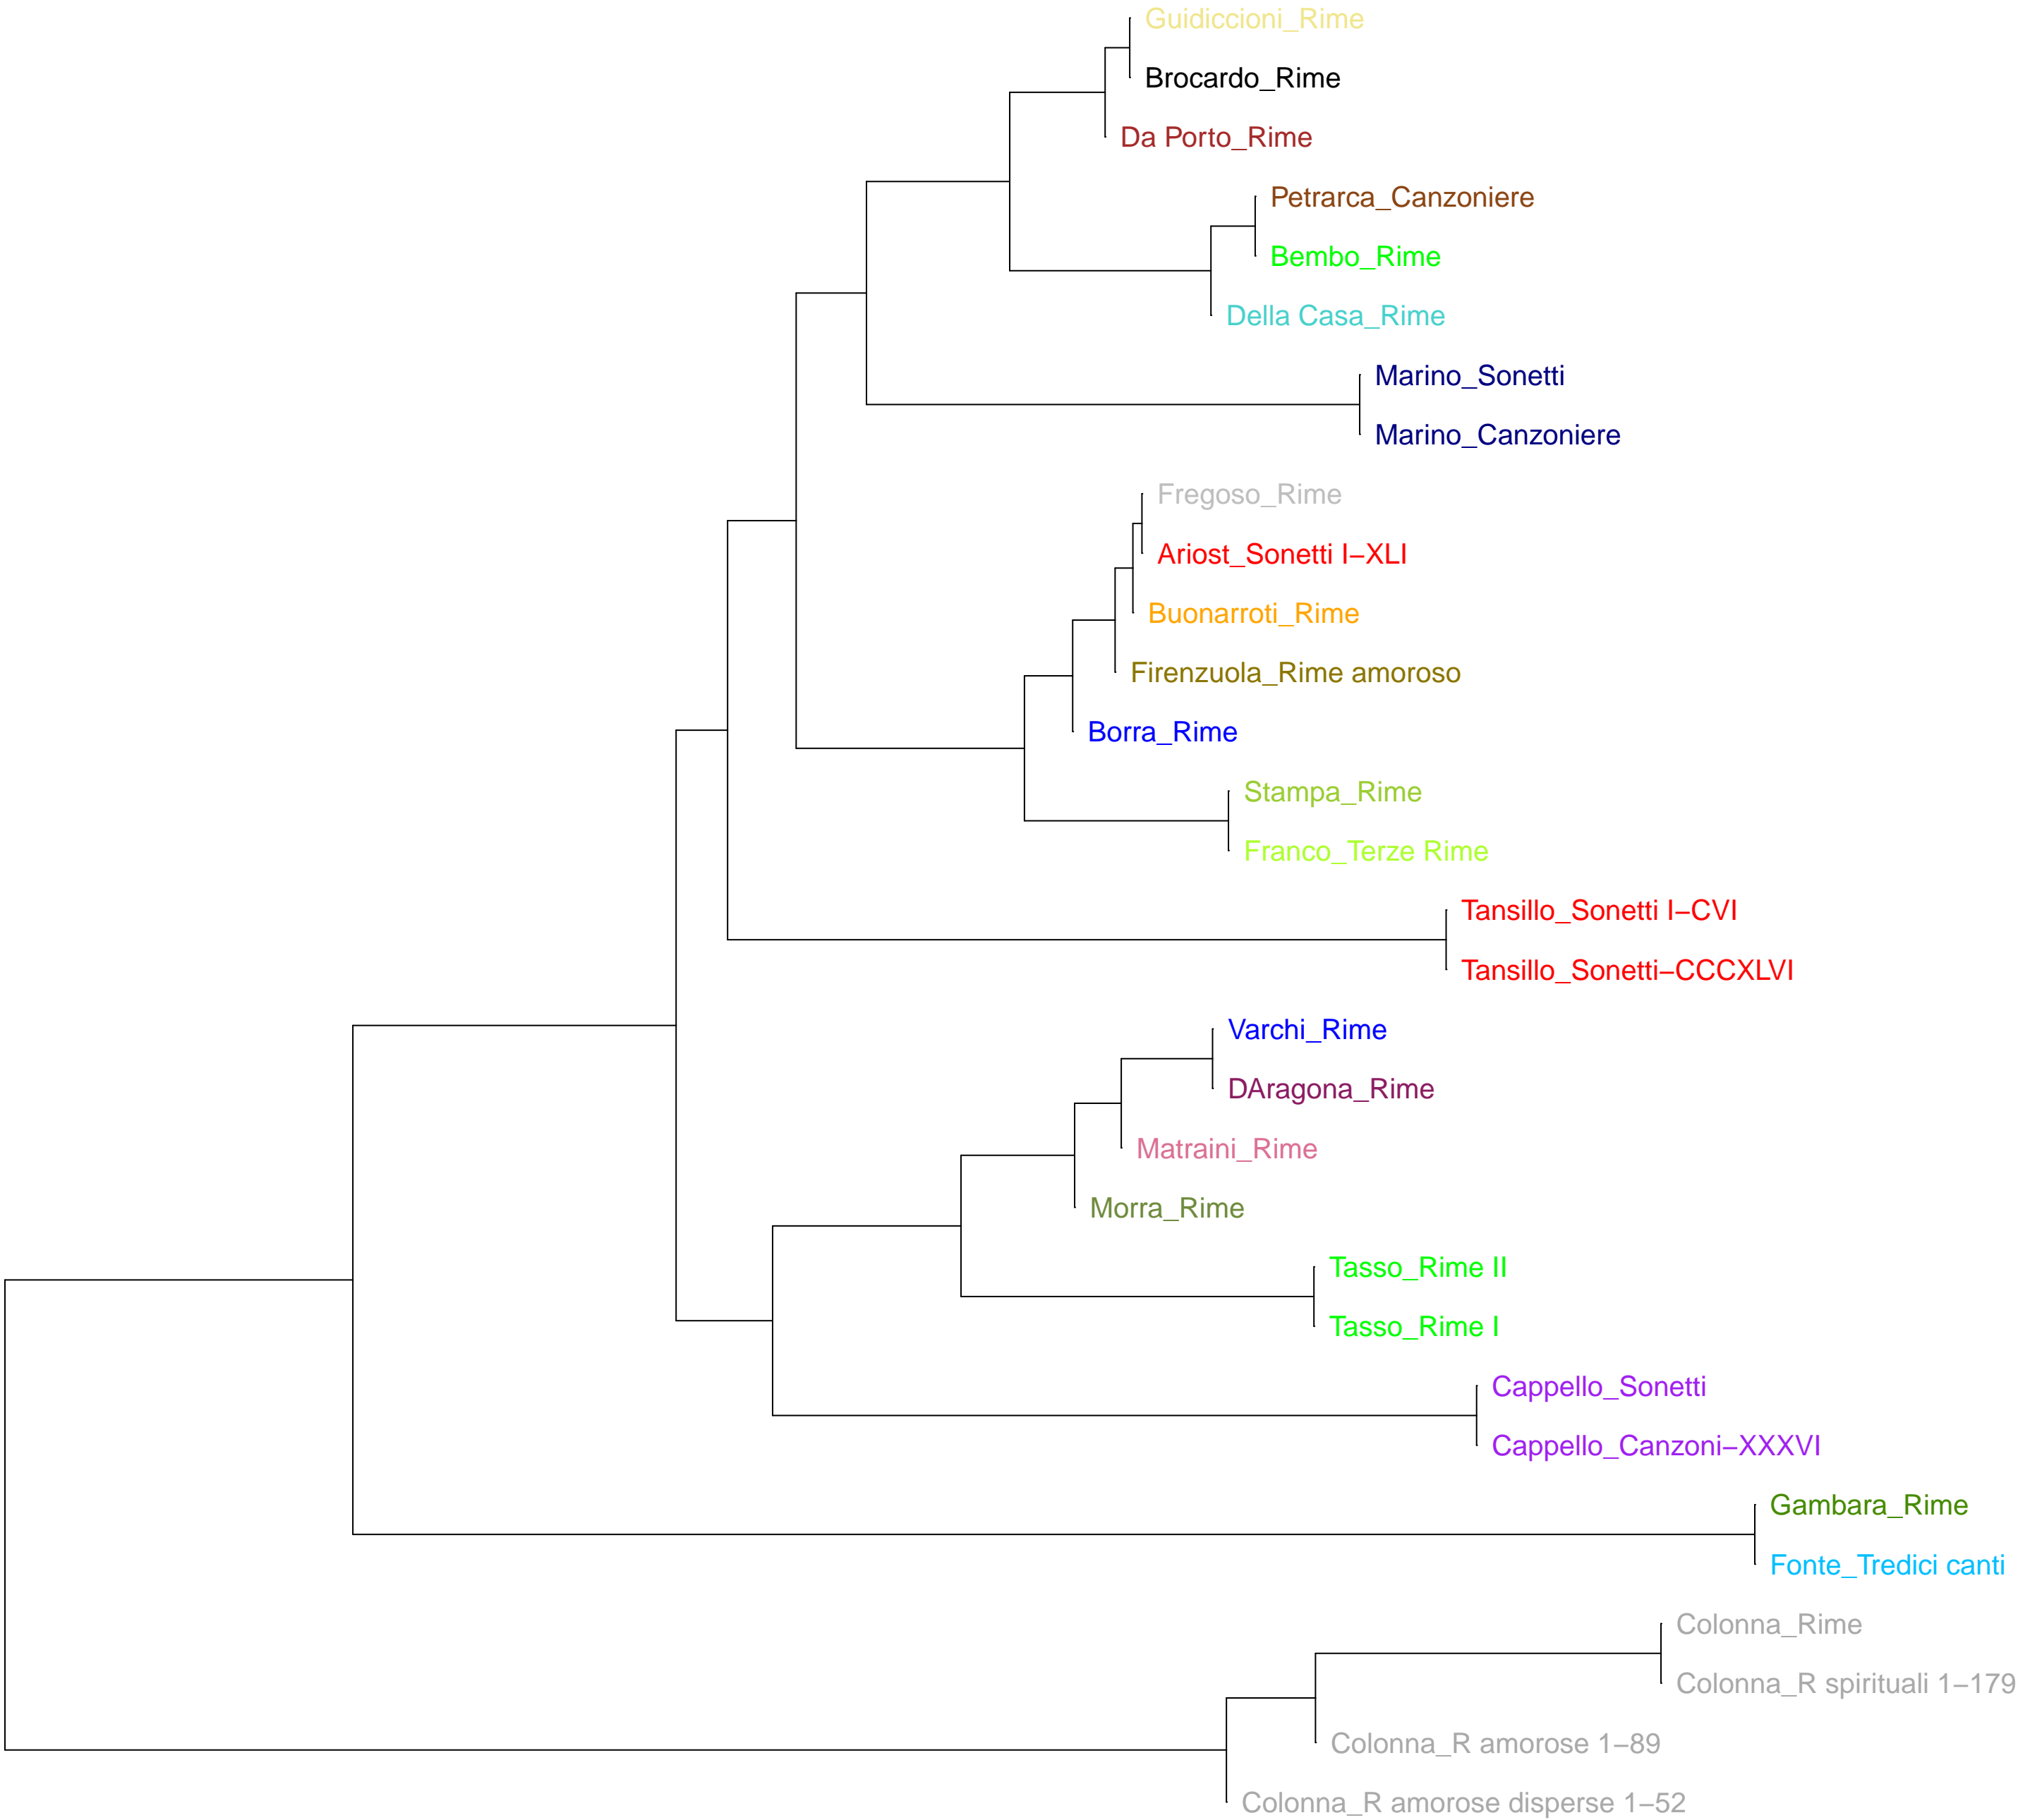 Guidiccioni_Rime
Brocardo_Rime
Da Porto_Rime
Petrarca_Canzoniere
Bembo_Rime
Della Casa_Rime
Marino_Sonetti
Marino_Canzoniere
Fregoso_Rime
Ariost_Sonetti I−XLI
Buonarroti_Rime
Firenzuola_Rime amoroso
Borra_Rime
Stampa_Rime
Franco_Terze Rime
Tansillo_Sonetti I−CVI
Tansillo_Sonetti−CCCXLVI
Varchi_Rime
DAragona_Rime
Matraini_Rime
Morra_Rime
Tasso_Rime II
Tasso_Rime I
Cappello_Sonetti
Cappello_Canzoni−XXXVI
Gambara_Rime
Fonte_Tredici canti
Colonna_Rime
Colonna_R spirituali 1−179
Colonna_R amorose 1−89
Colonna_R amorose disperse 1−52